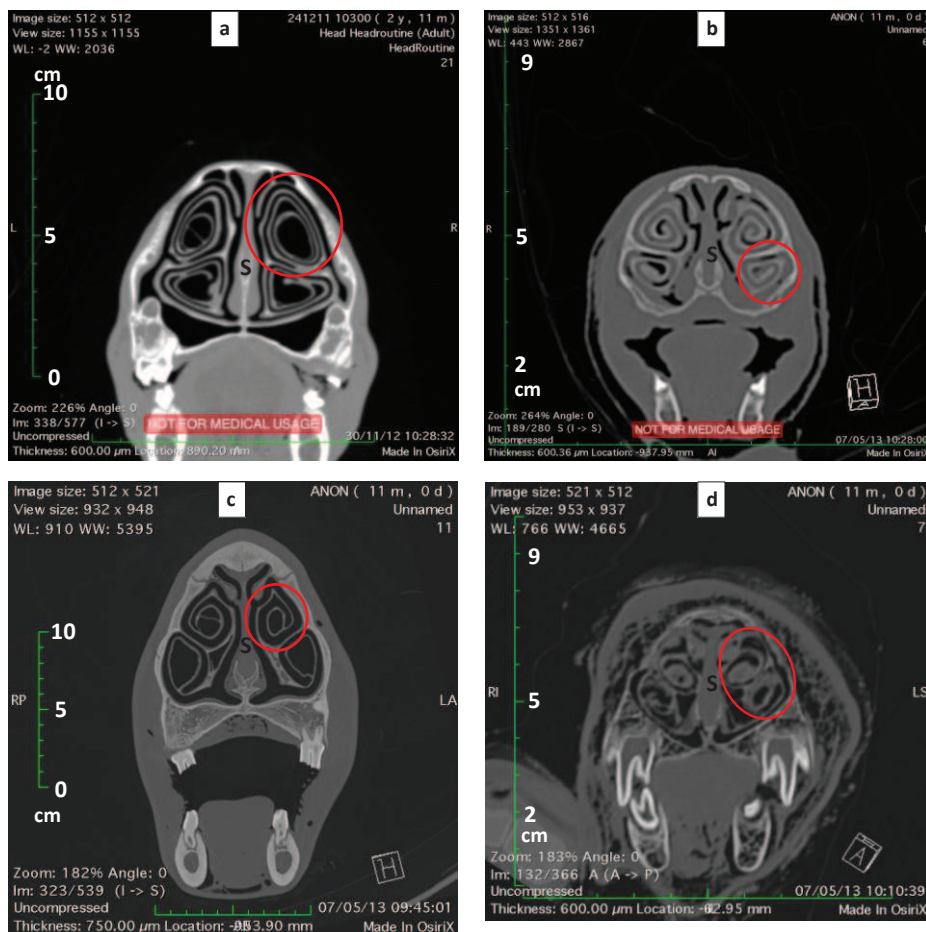 Image size: 512 x 512
View size: 1155 x 1155
WL: -2 WW: 2036
a
241211 10300 ( 2 y , 11 m )
Head Headroutine (Adult)
HeadRoutine
21
cm
10
5
0
L
R
S
Zoom: 226% Angle: 0
Im: 338/577 (I -> S)
Uncompressed
Thickness: 600.00 µm Location: -890.20 mm
NOT FOR MEDICAL USAGE
30/11/12 10:28:32
Made In OsiriX
Image size: 512 x 516
View size: 1351 x 1361
WL: 443 WW: 2867
b
ANON ( 11 m , 0 d )
Unnamed
9
5
2
cm
R
S
H
Zoom: 264% Angle: 0
Im: 189/280 S (I -> S)
Uncompressed
Thickness: 600.36 µm Location: -937.95 mm
AI
NOT FOR MEDICAL USAGE
07/05/13 10:28:00
Made In OsiriX
Image size: 512 x 521
View size: 932 x 948
WL: 910 WW: 5395
c
ANON ( 11 m , 0 d )
Unnamed
11
10
5
0
cm
RP
LA
S
H
Zoom: 182% Angle: 0
Im: 323/539 (I -> S)
Uncompressed
Thickness: 750.00 µm Location:
07/05/13 09:45:01
Made In OsiriX
Image size: 521 x 512
View size: 953 x 937
WL: 766 WW: 4665
d
ANON ( 11 m , 0 d )
Unnamed
7
9
5
2
cm
RI
LS
S
A
Zoom: 183% Angle: 0
Im: 132/366 A (A -> P)
Uncompressed
Thickness: 600.00 µm Location:
07/05/13 10:10:39
Made In OsiriX